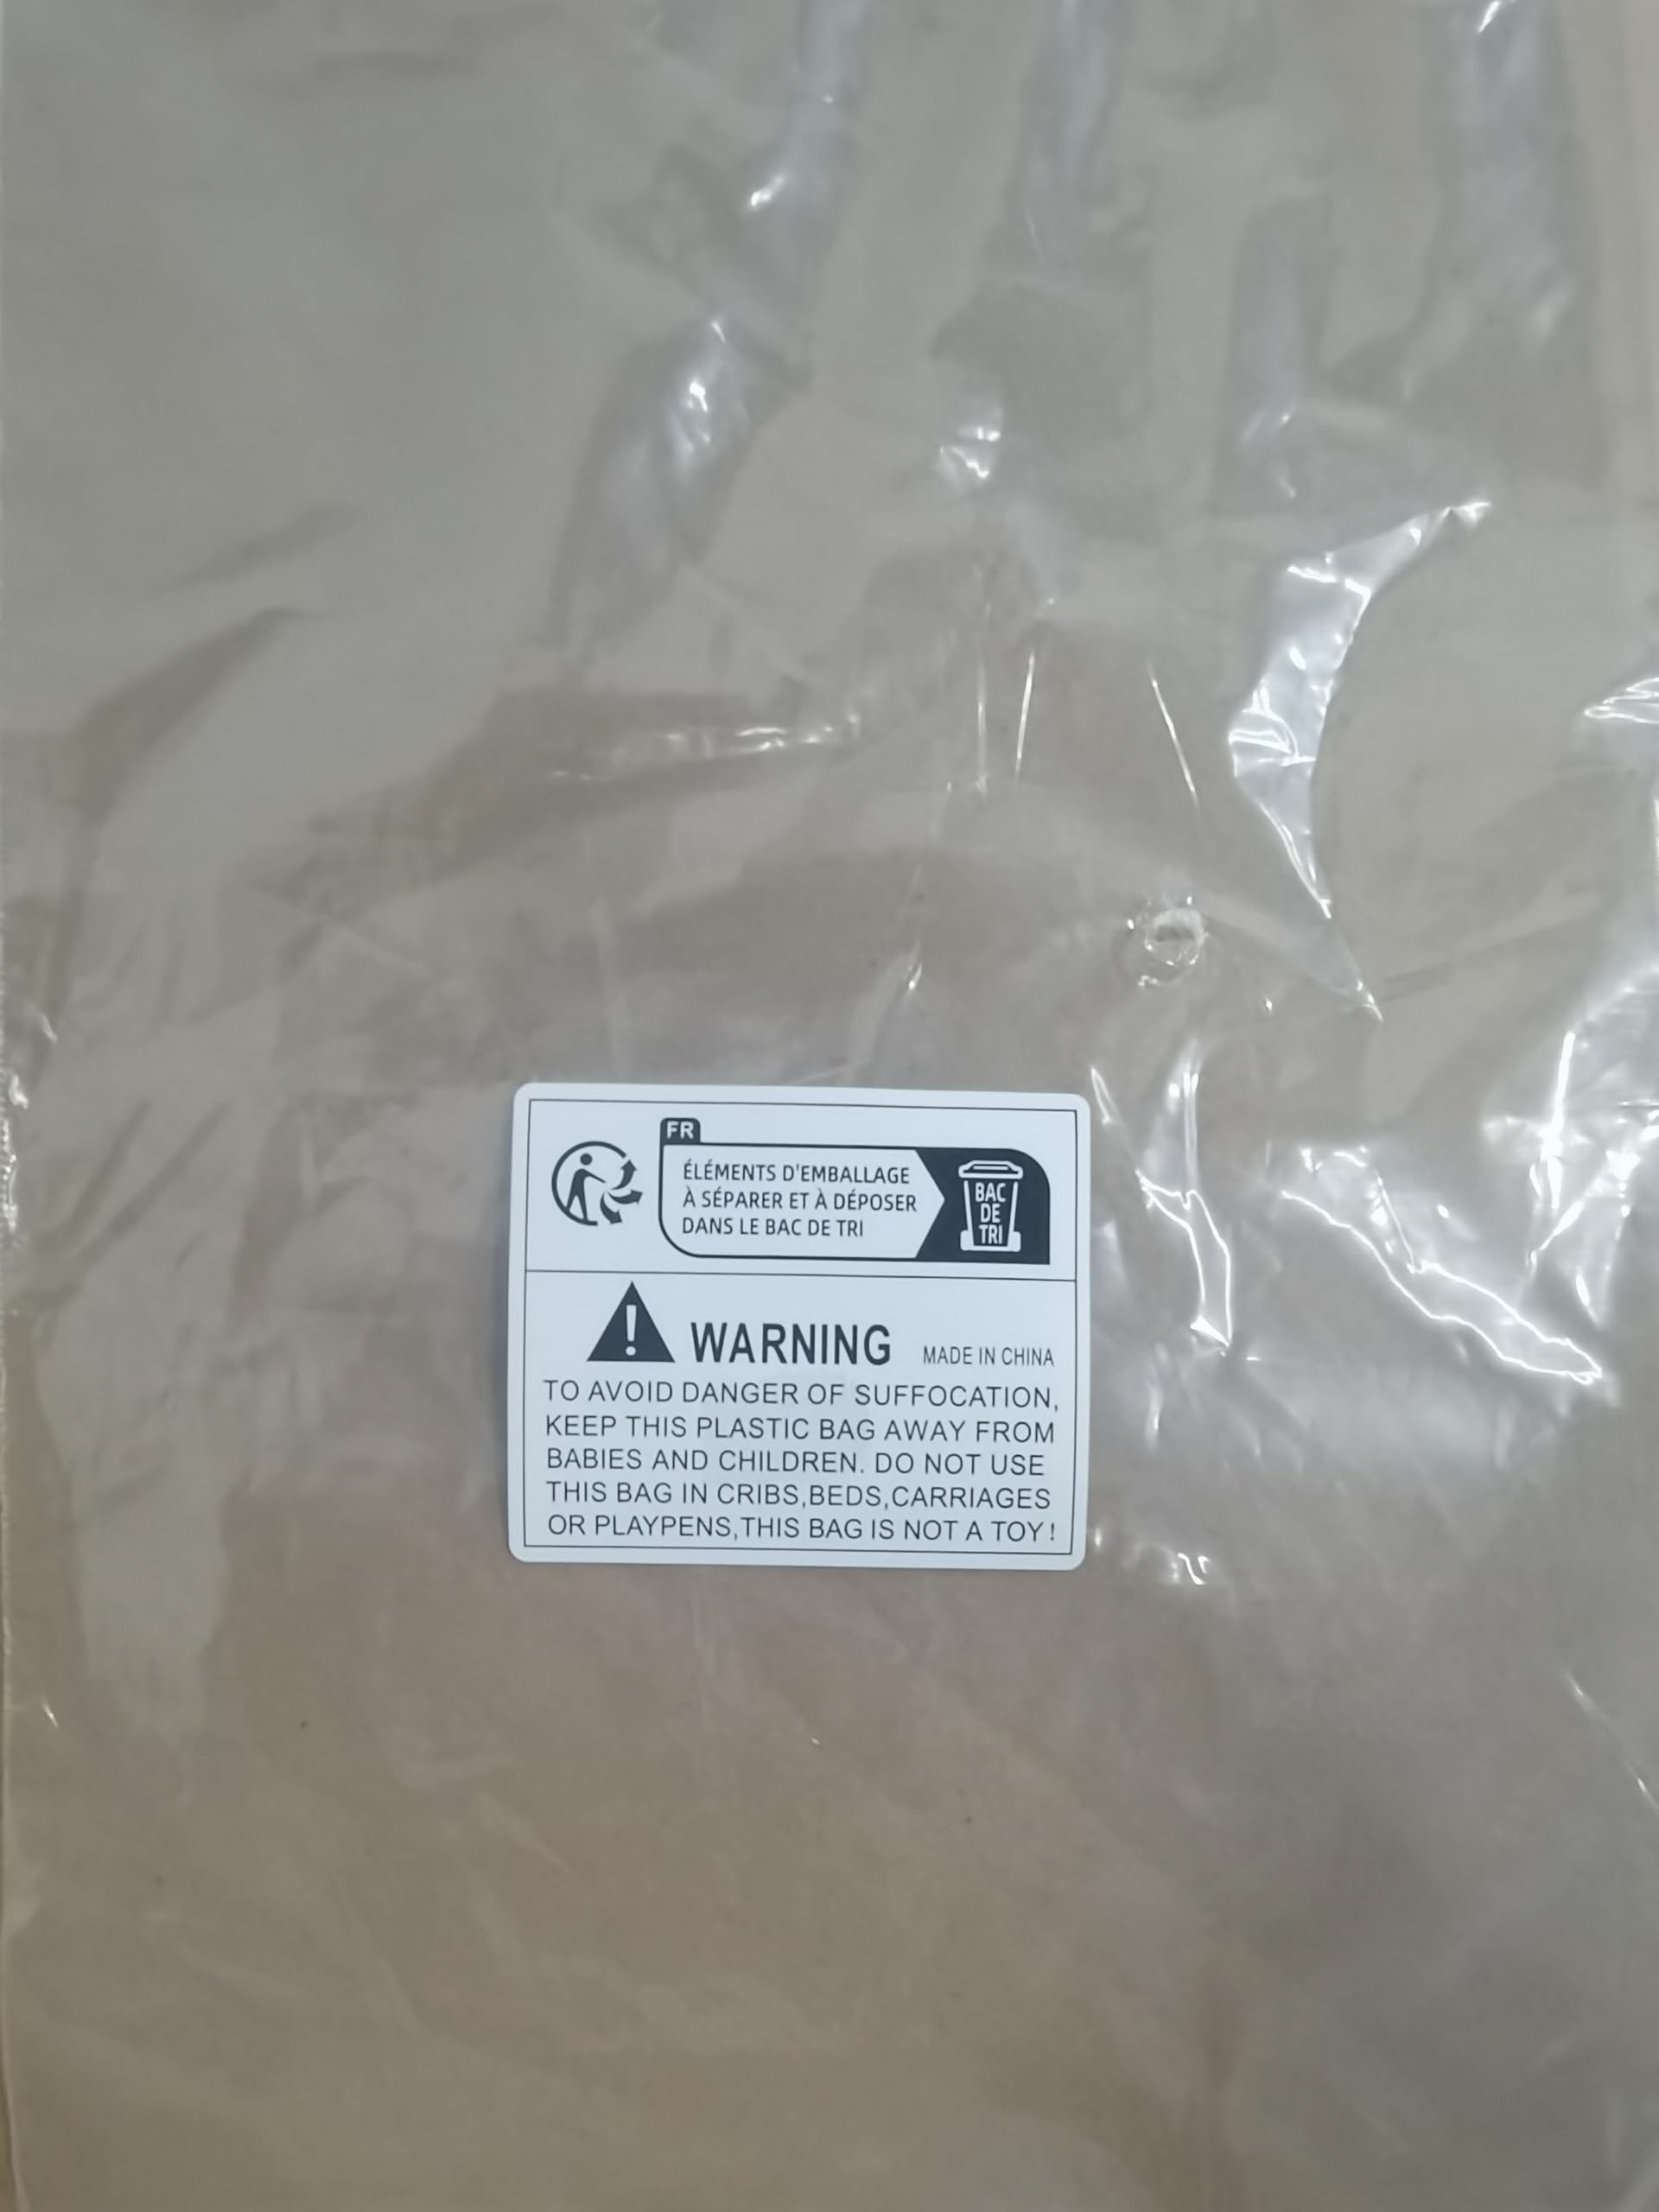 FR
ÉLÉMENTS D'EMBALLAGE
À SÉPARER ET À DÉPOSER
DANS LE BAC DE TRI
BAC
DE
TRI
WARNING MADE IN CHINA
TO AVOID DANGER OF SUFFOCATION,
KEEP THIS PLASTIC BAG AWAY FROM
BABIES AND CHILDREN. DO NOT USE
THIS BAG IN CRIBS,BEDS,CARRIAGES
OR PLAYPENS,THIS BAG IS NOT A TOY!